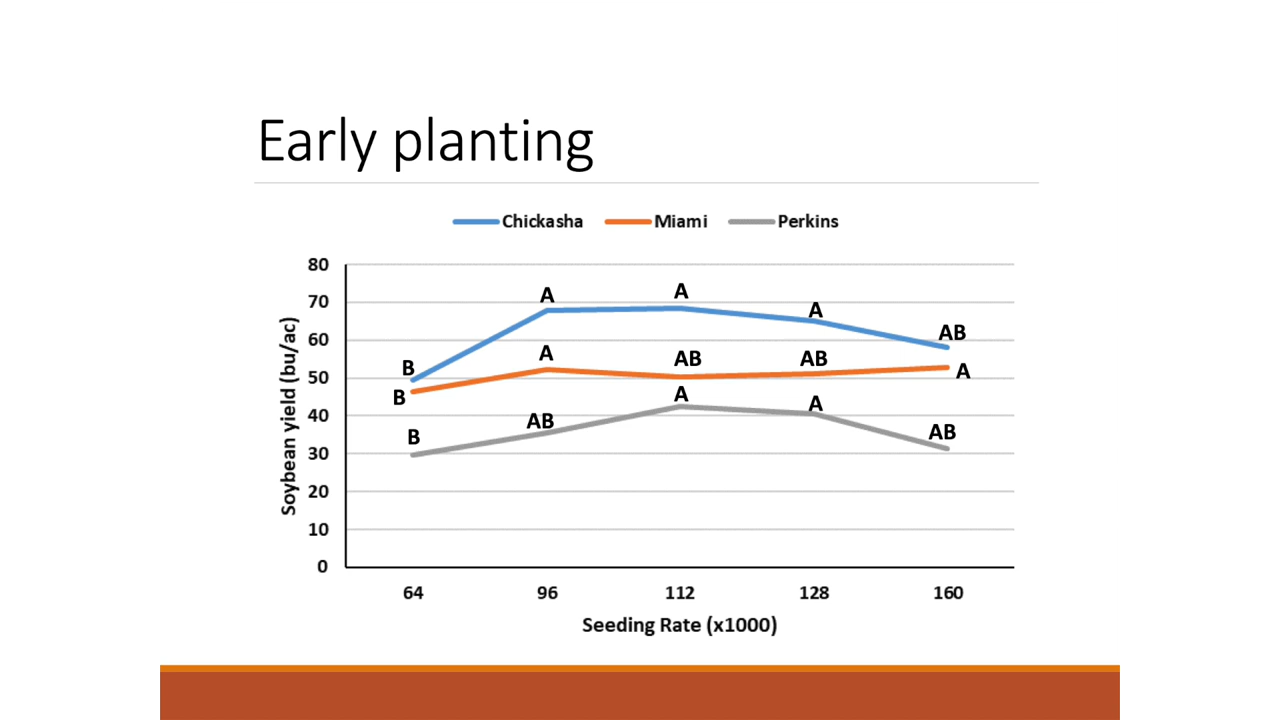 Early planting
Chickasha Miami Perkins
80
70
60
50
40
30
20
10
0
Soybean yield (bu/ac)
B A A A AB
B A AB AB A
B AB A A AB
64 96 112 128 160
Seeding Rate (x1000)